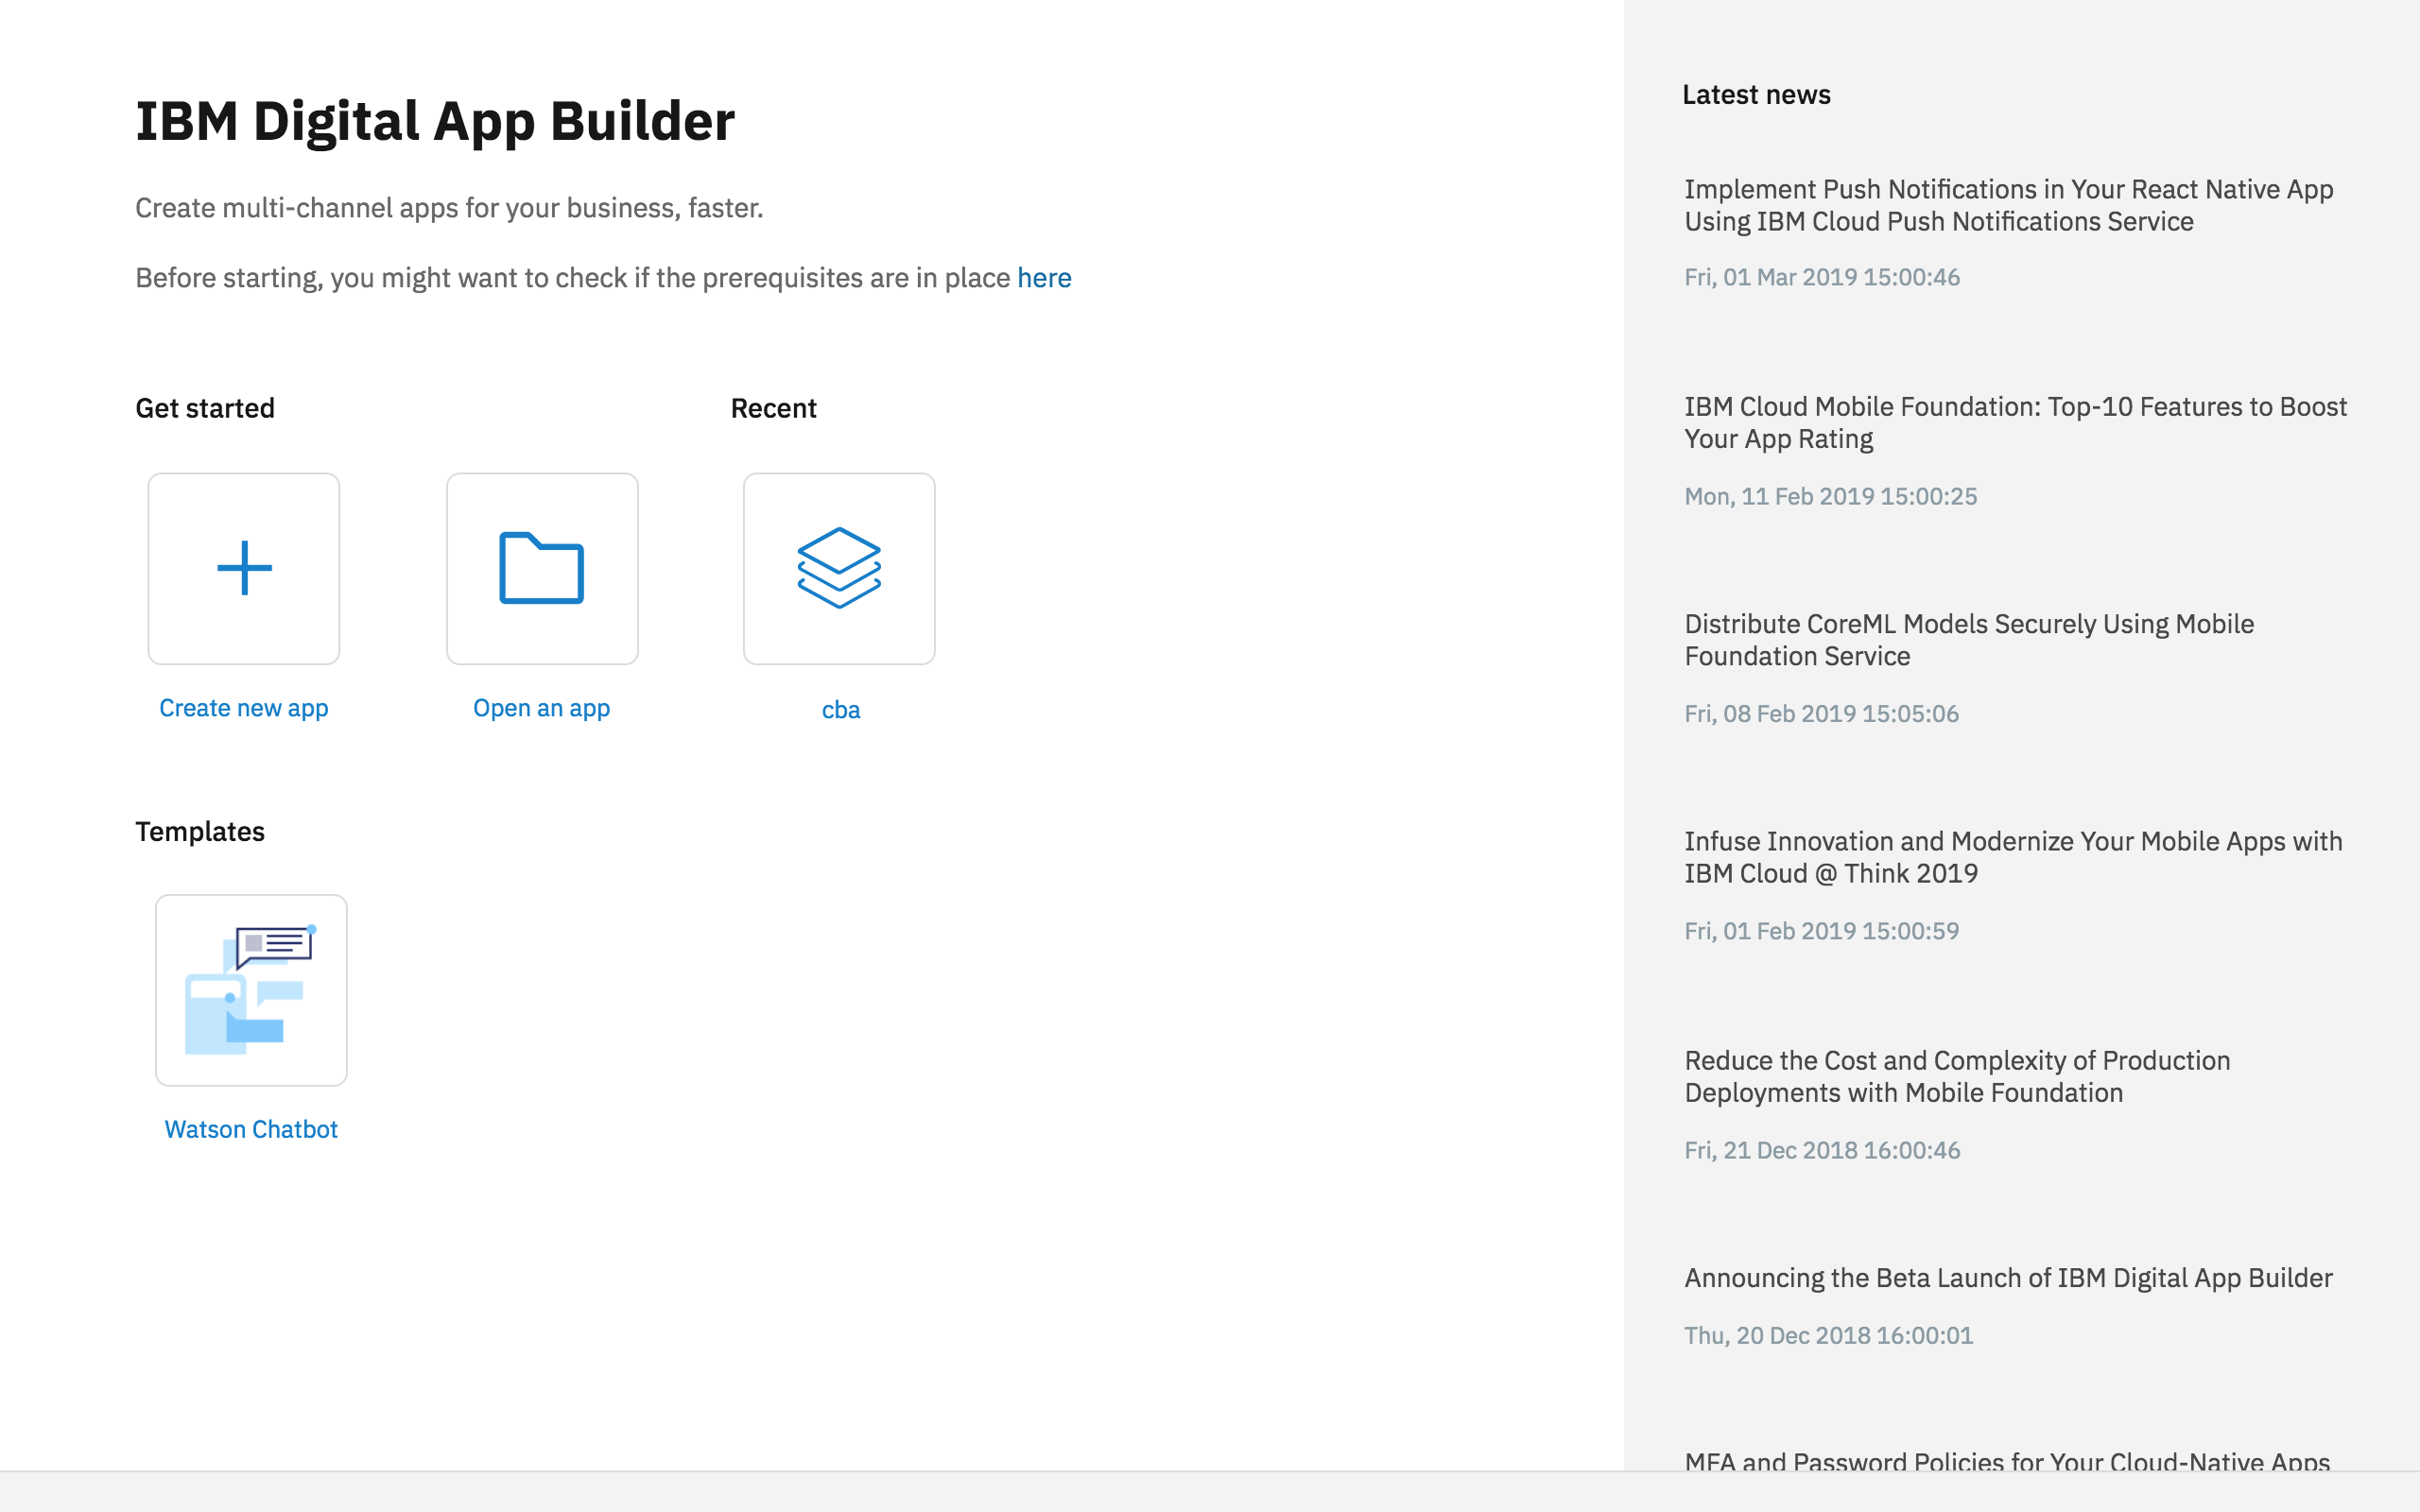 IBM Digital App Builder
Create multi-channel apps for your business, faster.
Before starting, you might want to check if the prerequisites are in place here
Get started
Recent
Create new app
Open an app
cba
Templates
Watson Chatbot
Latest news
Implement Push Notifications in Your React Native App
Using IBM Cloud Push Notifications Service
Fri, 01 Mar 2019 15:00:46
IBM Cloud Mobile Foundation: Top-10 Features to Boost
Your App Rating
Mon, 11 Feb 2019 15:00:25
Distribute CoreML Models Securely Using Mobile
Foundation Service
Fri, 08 Feb 2019 15:05:06
Infuse Innovation and Modernize Your Mobile Apps with
IBM Cloud @ Think 2019
Fri, 01 Feb 2019 15:00:59
Reduce the Cost and Complexity of Production
Deployments with Mobile Foundation
Fri, 21 Dec 2018 16:00:46
Announcing the Beta Launch of IBM Digital App Builder
Thu, 20 Dec 2018 16:00:01
MFA and Password Policies for Your Cloud-Native Apps